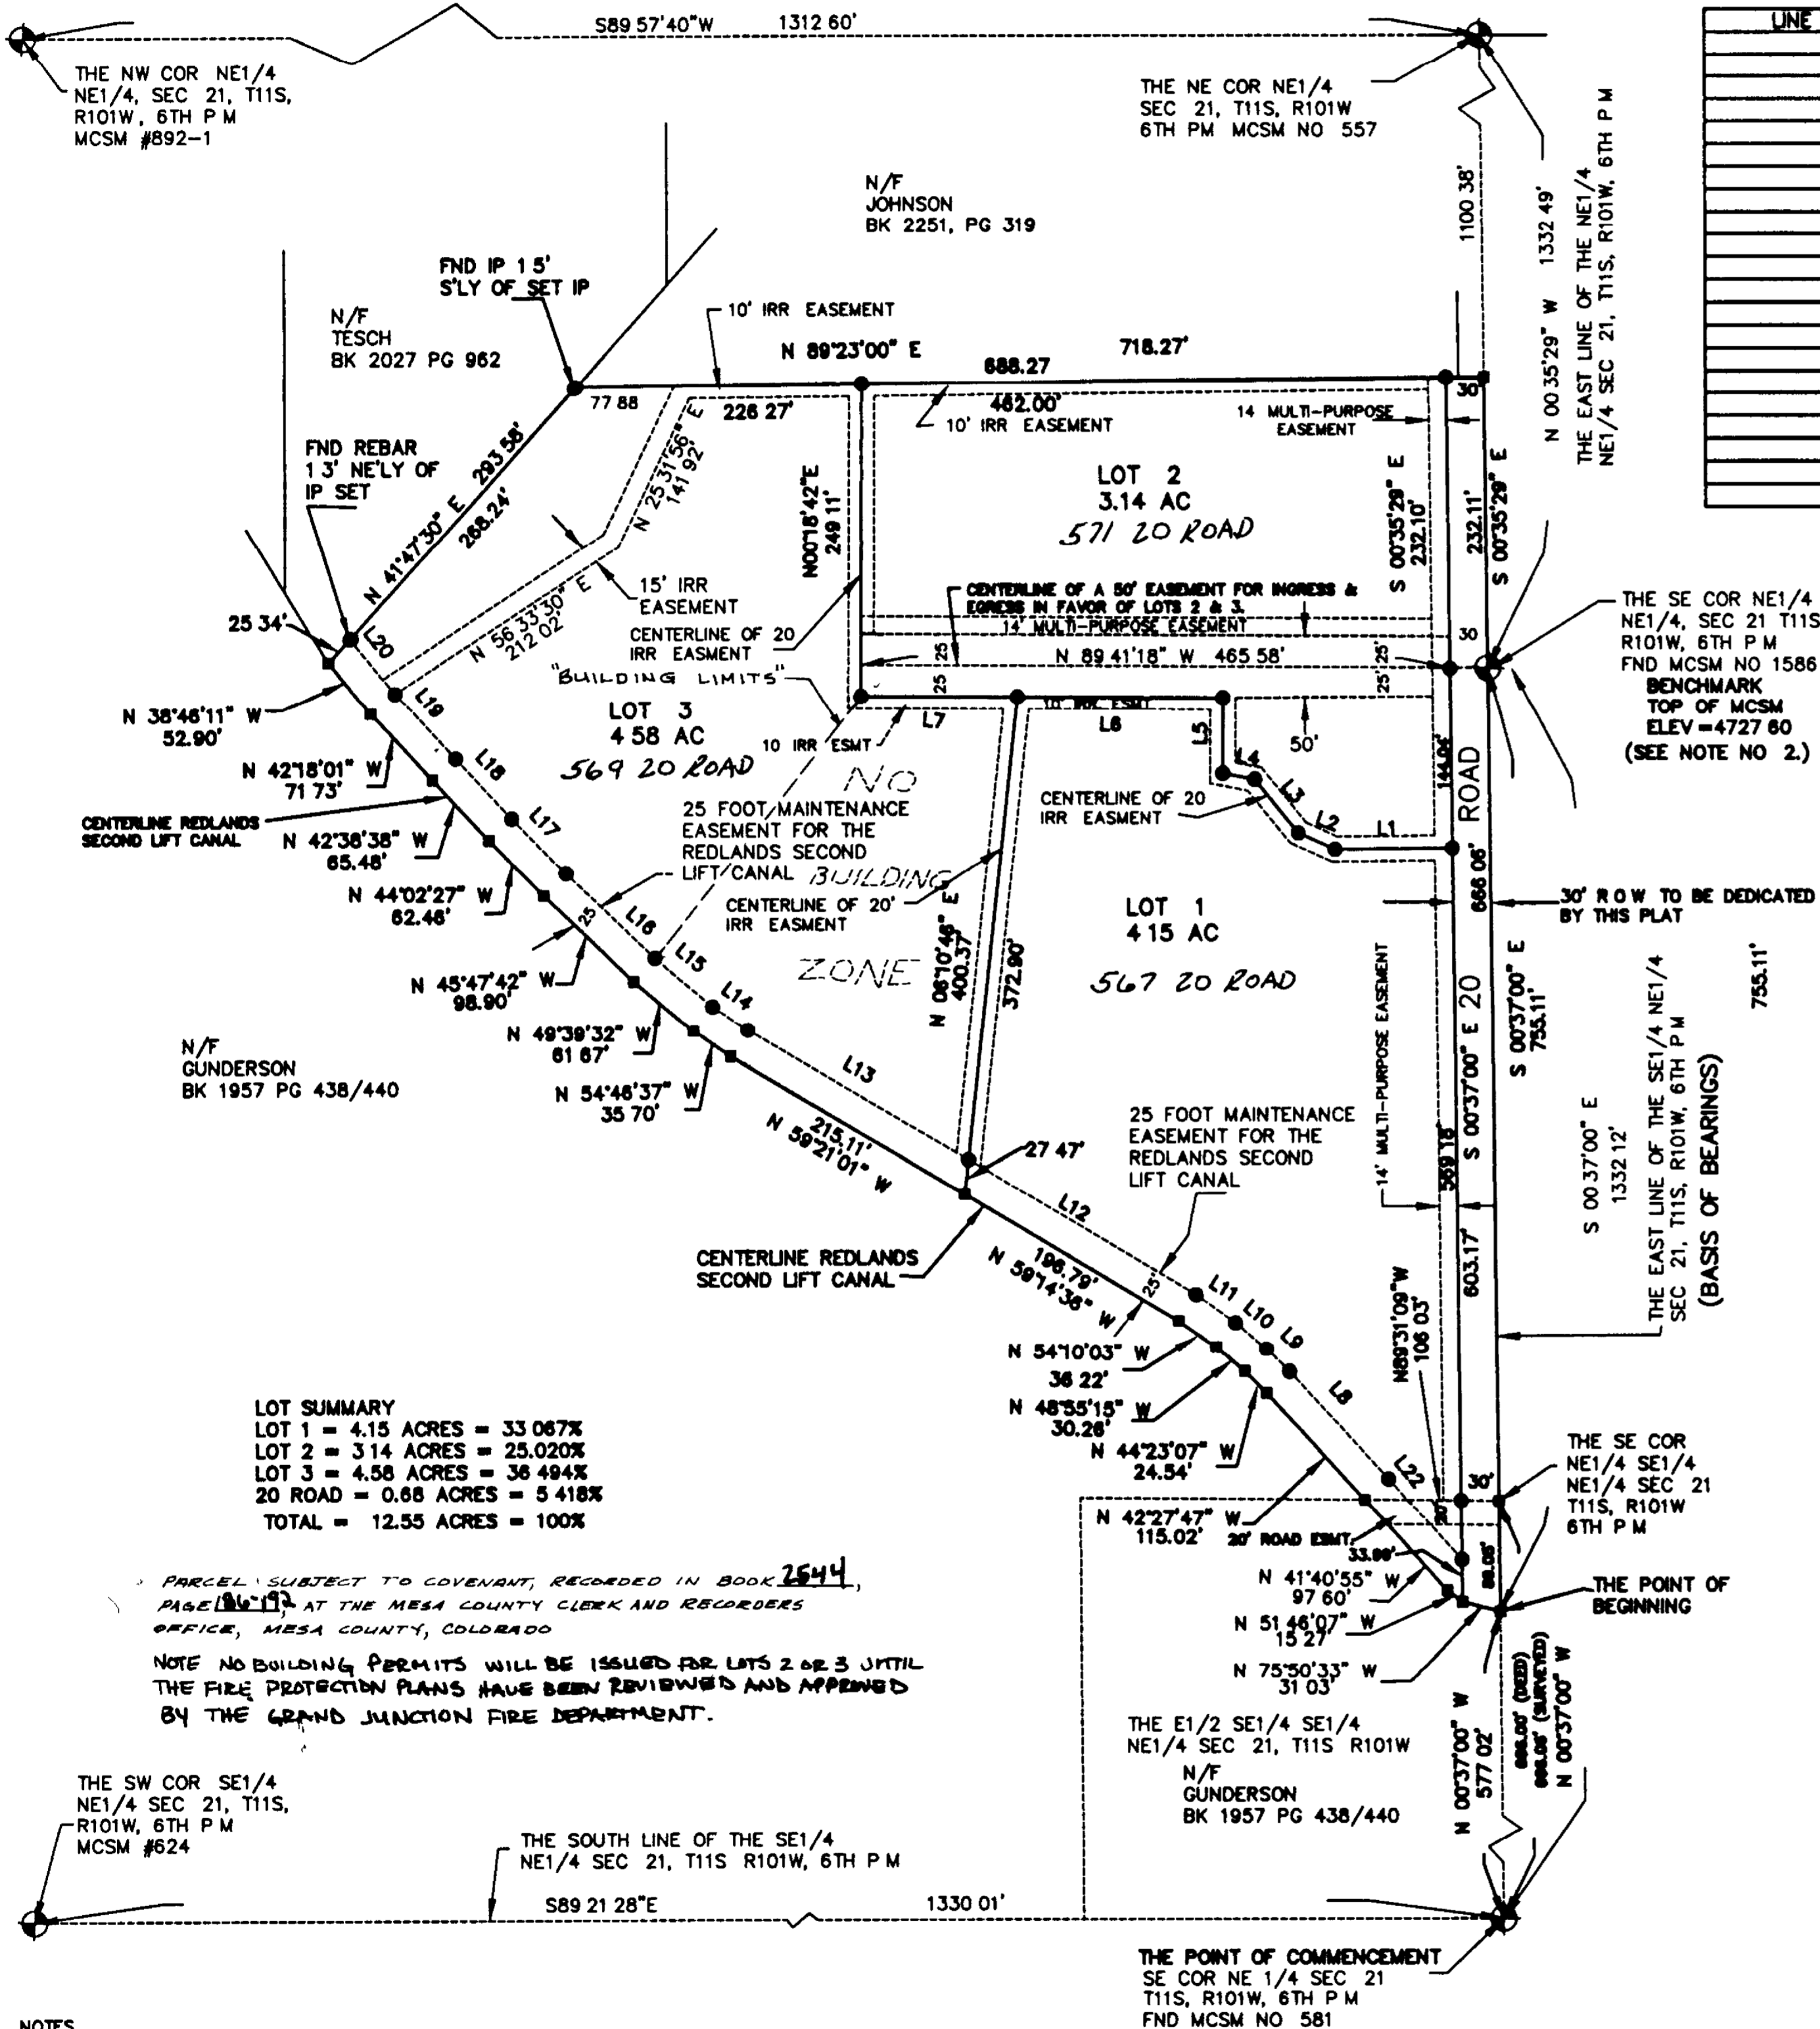 S89 57'40"W 1312 60'
LINE
THE NW COR NE1/4
NE1/4, SEC 21, T11S,
R101W, 6TH P M
MCSM #892-1
THE NE COR NE1/4
SEC 21, T11S, R101W
6TH PM MCSM NO 557
1100 38'
N 00 35'29" W 1332 49'
THE EAST LINE OF THE NE1/4
NE1/4 SEC 21, T11S, R101W, 6TH P M
N/F
JOHNSON
BK 2251, PG 319
FND IP 1 5'
S'LY OF SET IP
N/F
TESCH
BK 2027 PG 962
10' IRR EASEMENT
N 89°23'00" E
718.27'
688.27
77 88
226 27'
462.00'
10' IRR EASEMENT
14 MULTI-PURPOSE
EASEMENT
30'
FND REBAR
1 3' NE'LY OF
IP SET
N 41°47'30" E 293 58'
268.24'
N 25 31'56" E
141 92'
N00°18'42"E
249 11'
LOT 2
3.14 AC
571 20 ROAD
S 00°35'29" E
232.10'
232.11'
S 00°35'29" E
15' IRR
EASEMENT
N 56 33'30" E
212 02'
CENTERLINE OF A 50' EASEMENT FOR INGRESS &
EGRESS IN FAVOR OF LOTS 2 & 3.
14' MULTI-PURPOSE EASEMENT
CENTERLINE OF 20
IRR EASMENT
25
N 89 41'18" W 465 58'
25'
25'
30
THE SE COR NE1/4
NE1/4, SEC 21 T11S
R101W, 6TH P M
FND MCSM NO 1586
BENCHMARK
TOP OF MCSM
ELEV =4727 60
(SEE NOTE NO 2.)
25 34'
L20
"BUILDING LIMITS"
25
N 38°46'11" W
52.90'
L19
LOT 3
4 58 AC
569 20 ROAD
10 IRR ESMT
L7
10' IRR ESMT
L6
L5
50'
144.04'
ROAD
N 42°18'01" W
71 73'
L18
NO
L4
L3
CENTERLINE OF 20
IRR EASMENT
L2
L1
CENTERLINE REDLANDS
SECOND LIFT CANAL
N 42°38'38" W
65.48'
L17
25 FOOT MAINTENANCE
EASEMENT FOR THE
REDLANDS SECOND
LIFT CANAL
BUILDING
N 44°02'27" W
62.46'
25
L16
CENTERLINE OF 20'
IRR EASMENT
LOT 1
4 15 AC
567 20 ROAD
666 06'
30' R O W TO BE DEDICATED
BY THIS PLAT
N 45°47'42" W
98.90'
L15
ZONE
N 06°10'46" E
400.37'
372.90'
14' MULTI-PURPOSE EASEMENT
S 00°37'00" E 20
S 00°37'00" E
755.11'
755.11'
N 49°39'32" W
61 67'
L14
N/F
GUNDERSON
BK 1957 PG 438/440
N 54°46'37" W
35 70'
L13
215.11'
N 59°21'01" W
27 47'
25 FOOT MAINTENANCE
EASEMENT FOR THE
REDLANDS SECOND
LIFT CANAL
569 18'
603.17'
S 00 37'00" E
1332 12'
THE EAST LINE OF THE SE1/4 NE1/4
SEC 21, T11S, R101W, 6TH P M
(BASIS OF BEARINGS)
L12
CENTERLINE REDLANDS
SECOND LIFT CANAL
196.79'
N 59°14'36" W
25'
L11
L10
L9
N89°31'09"W
106 03'
N 54°10'03" W
36 22'
N 48°55'15" W
30.26'
L8
N 44°23'07" W
24.54'
LOT SUMMARY
LOT 1 = 4.15 ACRES = 33 067%
LOT 2 = 3 14 ACRES = 25.020%
LOT 3 = 4.58 ACRES = 36 494%
20 ROAD = 0.68 ACRES = 5 418%
TOTAL = 12.55 ACRES = 100%
THE SE COR
NE1/4 SE1/4
NE1/4 SEC 21
T11S, R101W
6TH P M
L22
30'
20'
N 42°27'47" W
115.02'
20' ROAD ESMT.
33.99'
N 41°40'55" W
97 60'
THE POINT OF
BEGINNING
N 51 46'07" W
15 27'
N 75°50'33" W
31 03'
PARCEL SUBJECT TO COVENANT, RECORDED IN BOOK 2544,
PAGE 186-192, AT THE MESA COUNTY CLERK AND RECORDERS
OFFICE, MESA COUNTY, COLORADO
NOTE NO BUILDING PERMITS WILL BE ISSUED FOR LOTS 2 OR 3 UNTIL
THE FIRE PROTECTION PLANS HAVE BEEN REVIEWED AND APPROVED
BY THE GRAND JUNCTION FIRE DEPARTMENT.
N 00°37'00" W
577 02'
(DEED)
(SURVEYED)
N 00°37'00" W
THE E1/2 SE1/4 SE1/4
NE1/4 SEC 21, T11S R101W
N/F
GUNDERSON
BK 1957 PG 438/440
THE SW COR SE1/4
NE1/4 SEC 21, T11S,
R101W, 6TH P M
MCSM #624
THE SOUTH LINE OF THE SE1/4
NE1/4 SEC 21, T11S R101W, 6TH P M
S89 21 28"E 1330 01'
THE POINT OF COMMENCEMENT
SE COR NE 1/4 SEC 21
T11S, R101W, 6TH P M
FND MCSM NO 581
NOTES